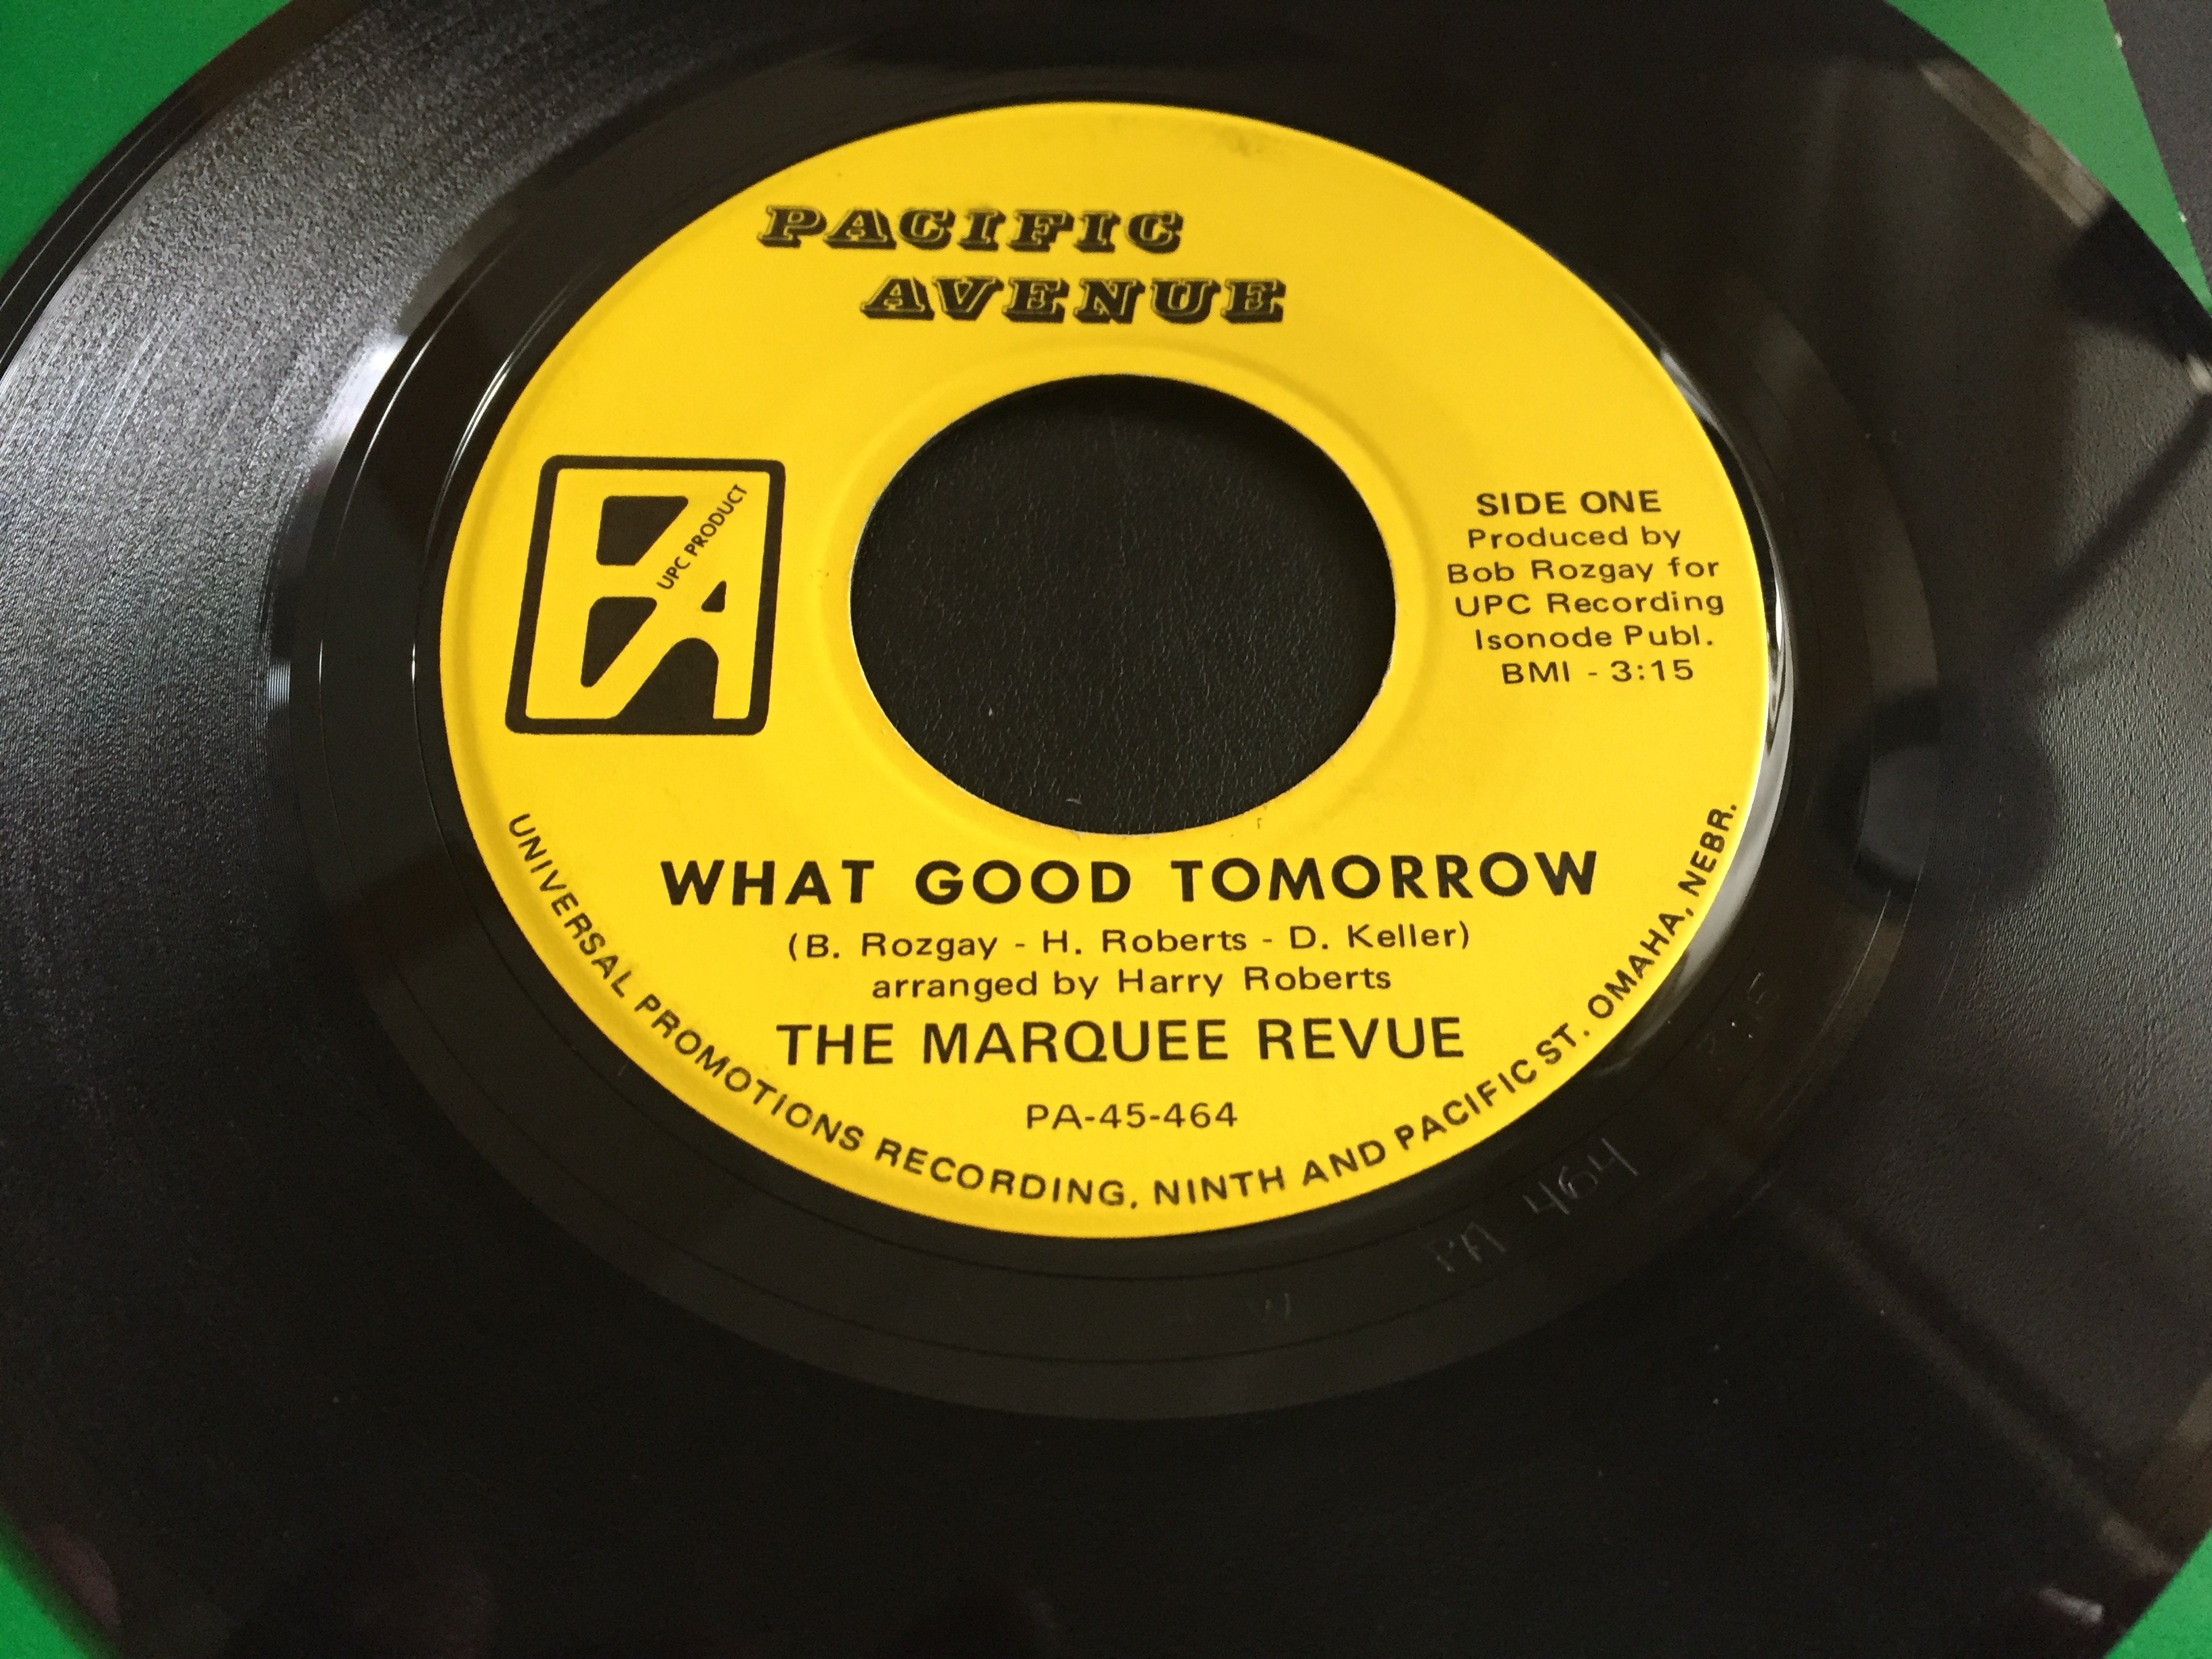 PACIFIC
AVENUE
PA
UPC PRODUCT
SIDE ONE
Produced by
Bob Rozgay for
UPC Recording
Isonode Publ.
BMI - 3:15
WHAT GOOD TOMORROW
(B. Rozgay - H. Roberts - D. Keller)
arranged by Harry Roberts
THE MARQUEE REVUE
PA-45-464
UNIVERSAL PROMOTIONS RECORDING, NINTH AND PACIFIC ST. OMAHA, NEBR.
PA 464